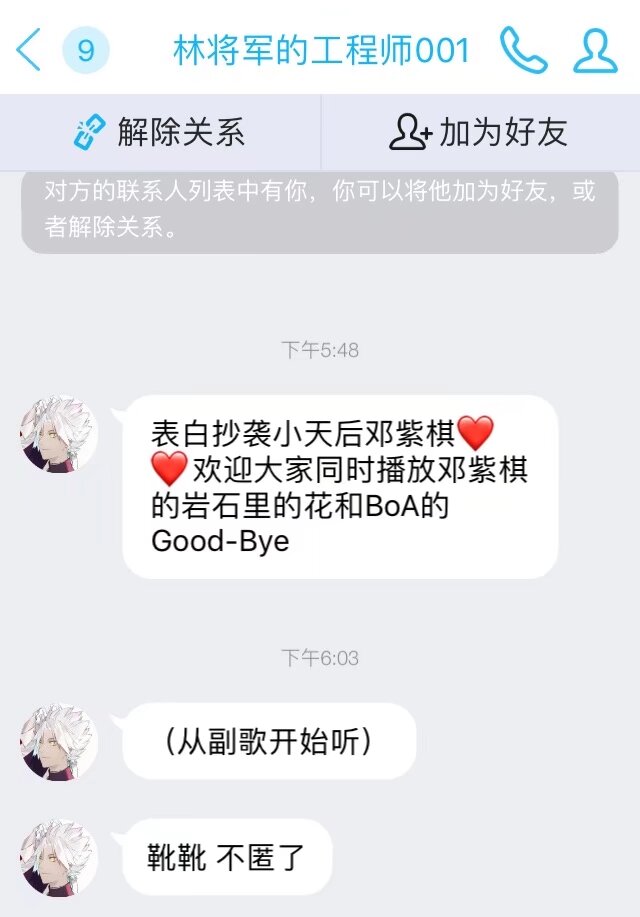 9
林将军的工程师001
解除关系
加为好友
对方的联系人列表中有你，你可以将他加为好友，或
者解除关系。
下午5:48
表白抄袭小天后邓紫棋❤️
❤️欢迎大家同时播放邓紫棋
的岩石里的花和BoA的
Good-Bye
下午6:03
（从副歌开始听）
靴靴 不匿了